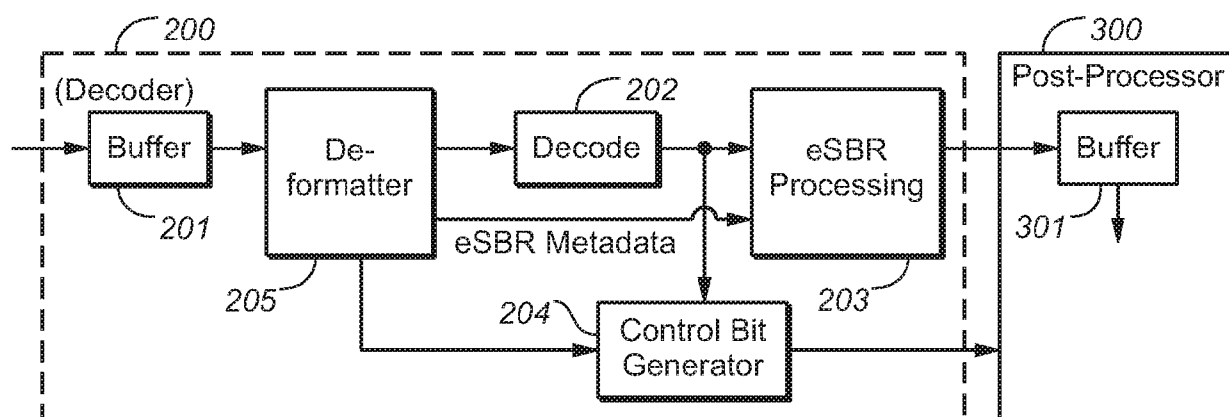 200
300
(Decoder)
Post-Processor
202
Buffer
De-
formatter
Decode
eSBR
Processing
Buffer
201
eSBR Metadata
301
205
204
203
Control Bit
Generator